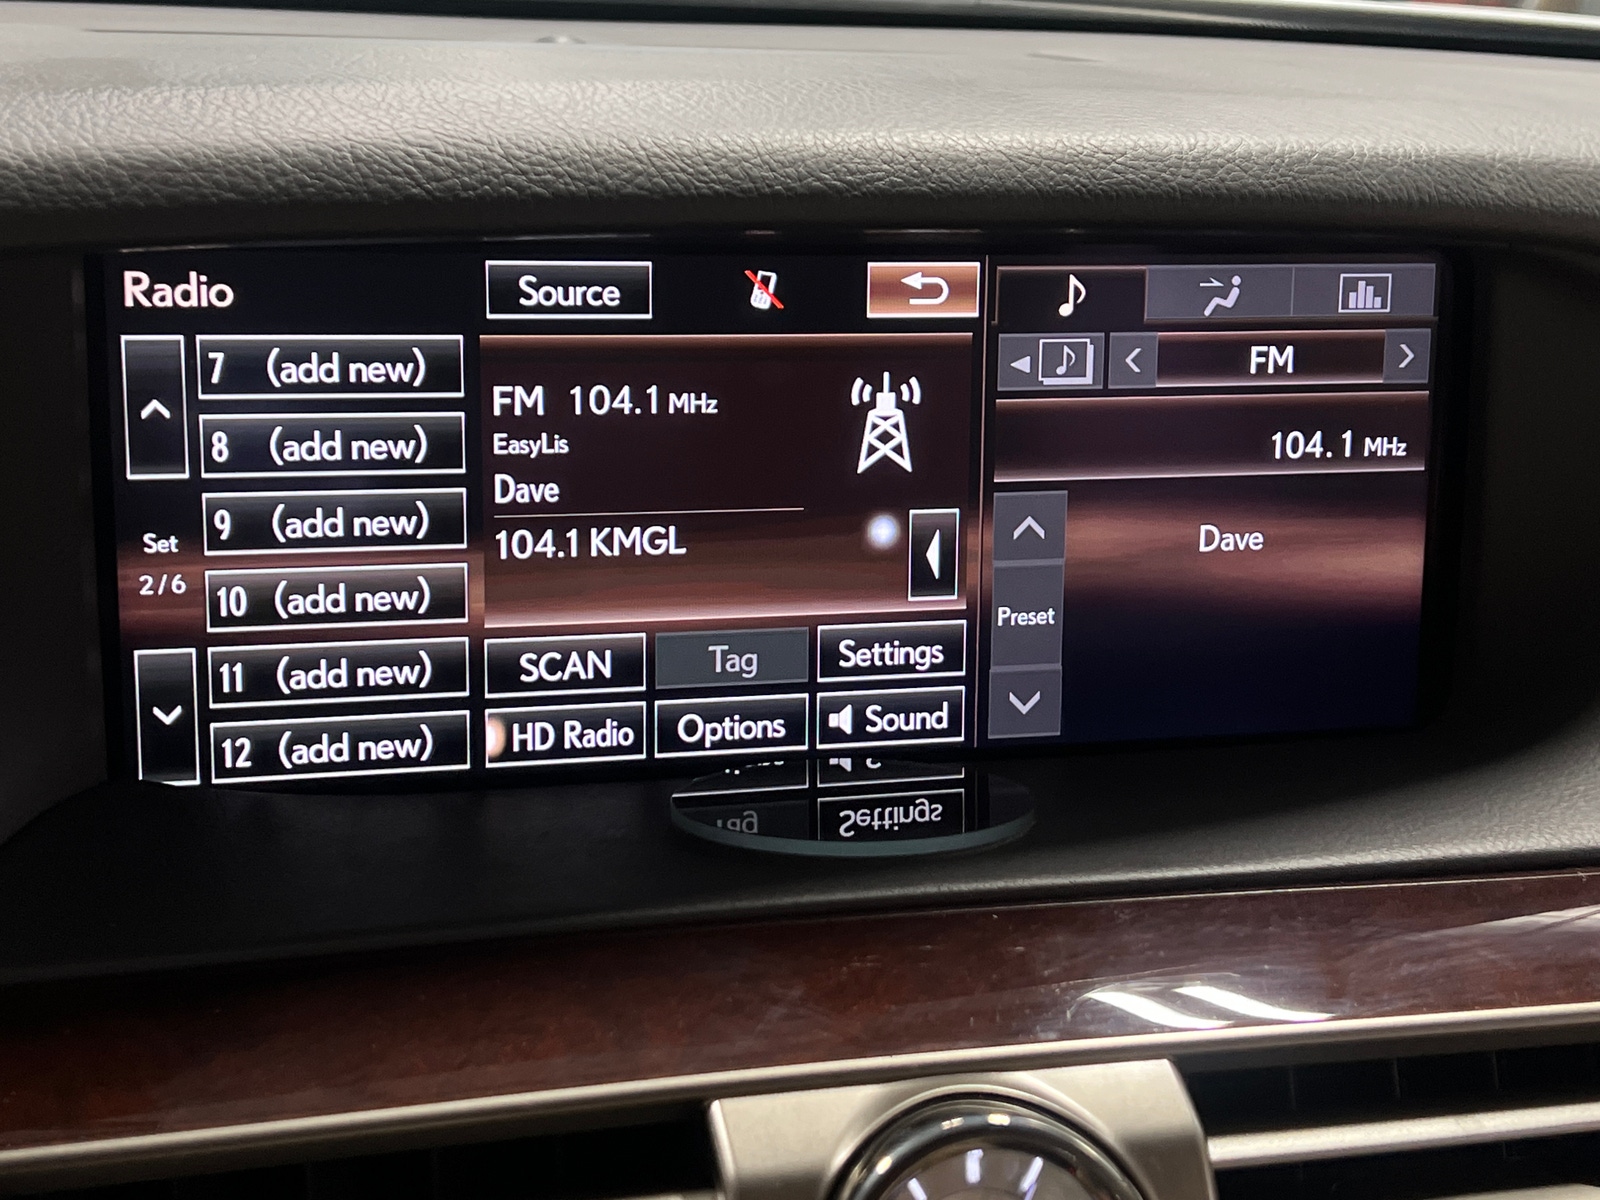 Radio
Source
7 (add new)
8 (add new)
9 (add new)
10 (add new)
11 (add new)
12 (add new)
Set
2/6
FM 104.1 MHz
EasyLis
Dave
104.1 KMGL
SCAN
Tag
Settings
HD Radio
Options
Sound
FM
104.1 MHz
Dave
Preset
Tag
Settings